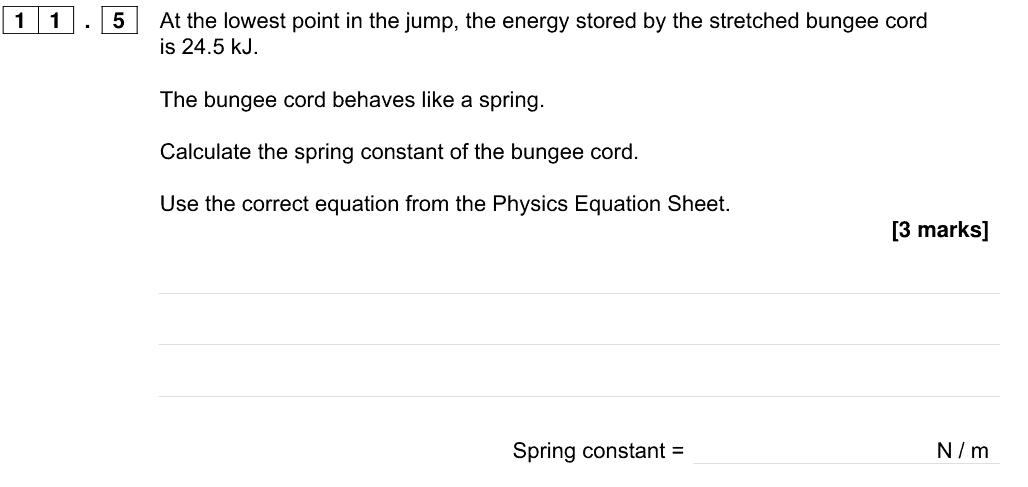 1 1 . 5 At the lowest point in the jump, the energy stored by the stretched bungee cord
is 24.5 kJ.
The bungee cord behaves like a spring.
Calculate the spring constant of the bungee cord.
Use the correct equation from the Physics Equation Sheet.
[3 marks]
Spring constant = N / m